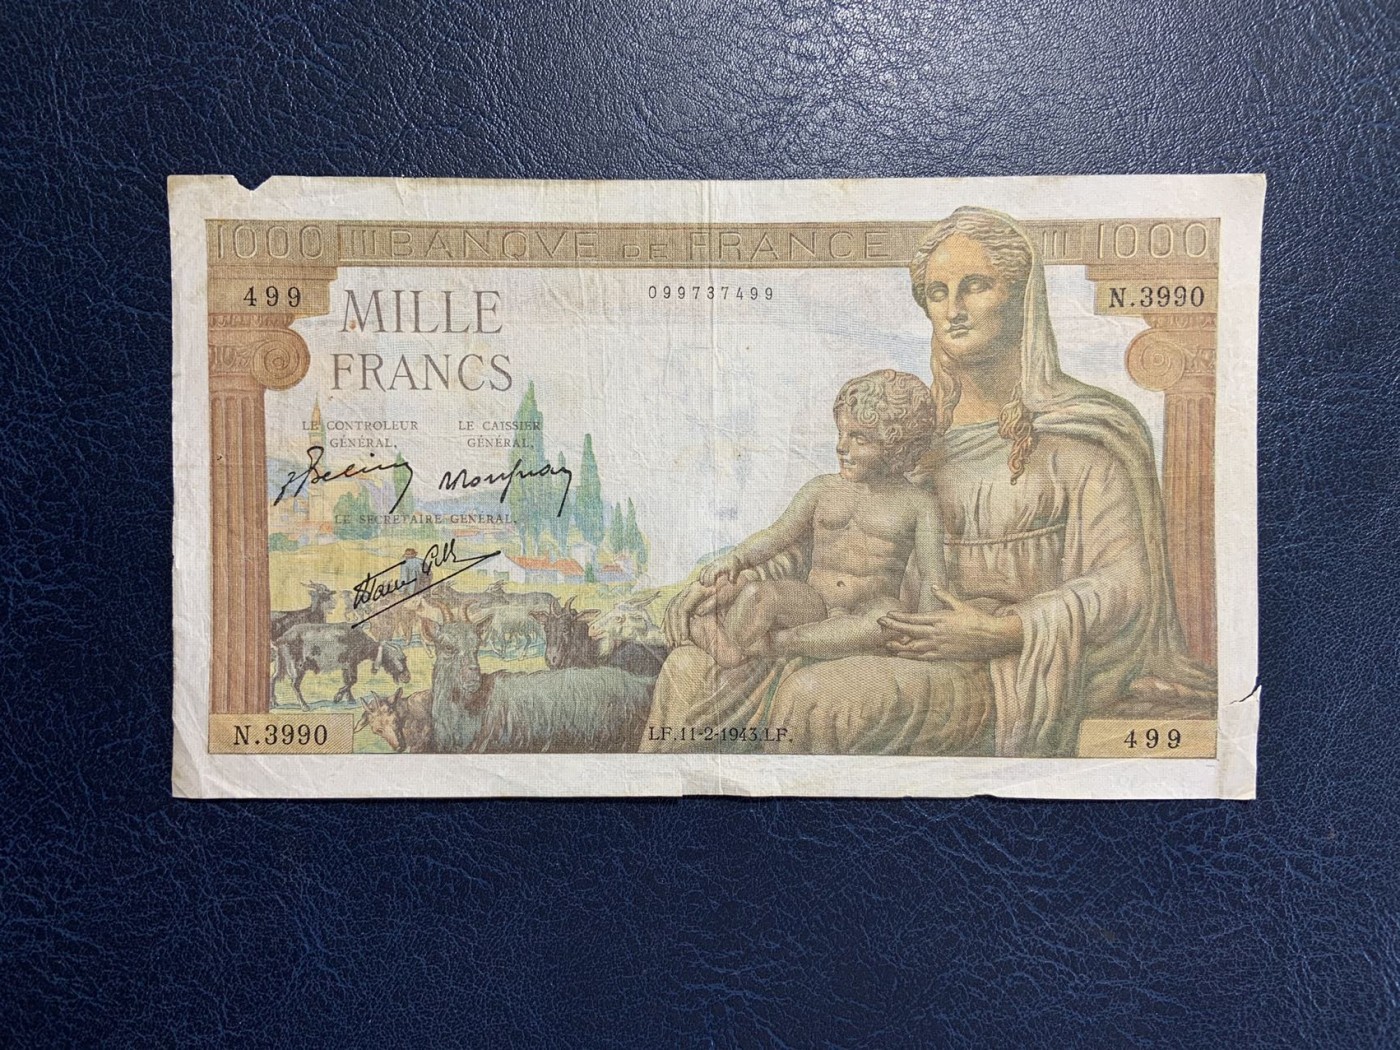 1000 BANQVE DE FRANCE 1000
499 MILLE 099737499 N.3990
FRANCS
LE CONTROLEUR LE CAISSIER
GÉNÉRAL, GÉNÉRAL,
LE SECRÉTAIRE GÉNÉRAL,
N.3990 LF.11-2-1943.LF. 499